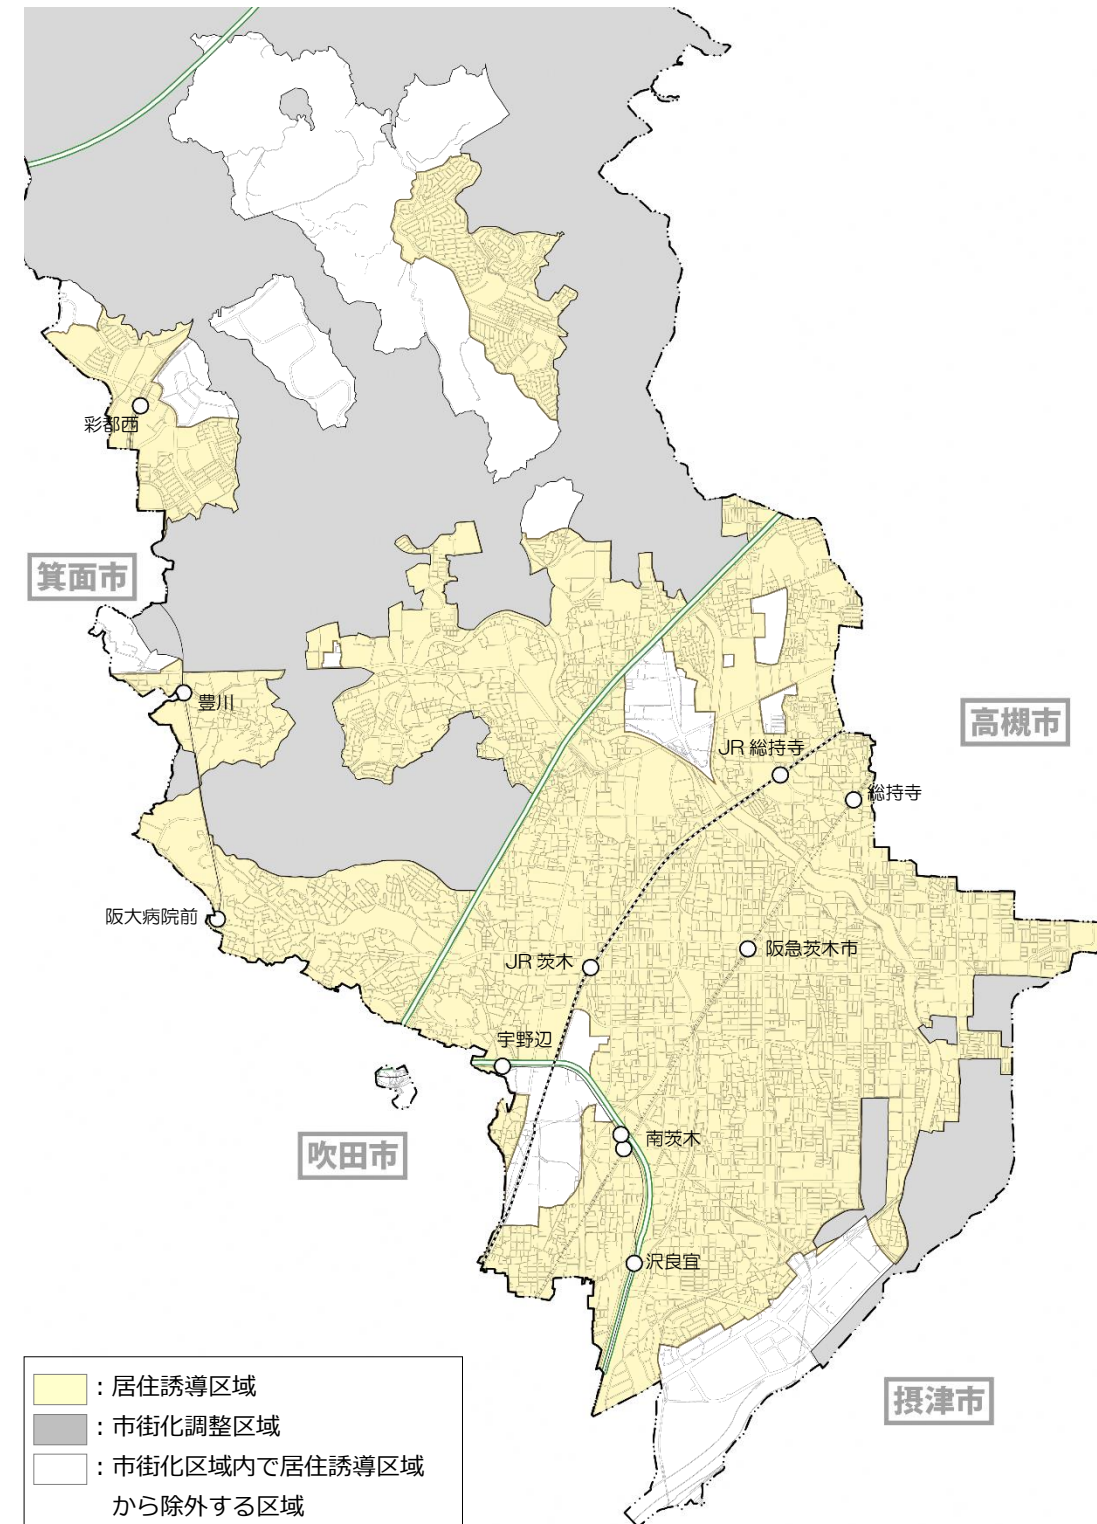 彩都西
箕面市
豊川
高槻市
JR 総持寺
総持寺
阪大病院前
阪急茨木市
JR 茨木
宇野辺
南茨木
吹田市
沢良宜
摂津市
：居住誘導区域
：市街化調整区域
：市街化区域内で居住誘導区域
から除外する区域